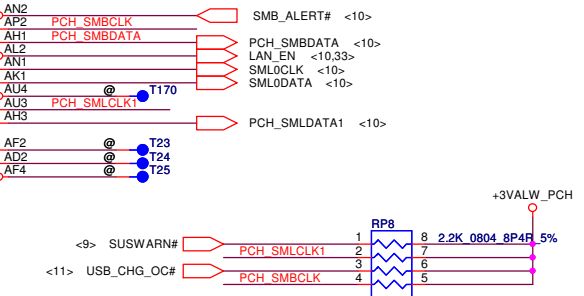 AN2 SMB_ALERT# <10>
AP2 PCH_SMBCLK
AH1 PCH_SMBDATA PCH_SMBDATA <10>
AL2 LAN_EN <10,33>
AN1 SML0CLK <10>
AK1 SML0DATA <10>
AU4 @ T170
AU3 PCH_SMLCLK1
AH3 PCH_SMLDATA1 <10>
AF2 @ T23
AD2 @ T24
AF4 @ T25
+3VALW_PCH
RP8
<9> SUSWARN# 1 8 2.2K_0804_8P4R_5%
PCH_SMLCLK1 2 7
<11> USB_CHG_OC# 3 6
PCH_SMBCLK 4 5